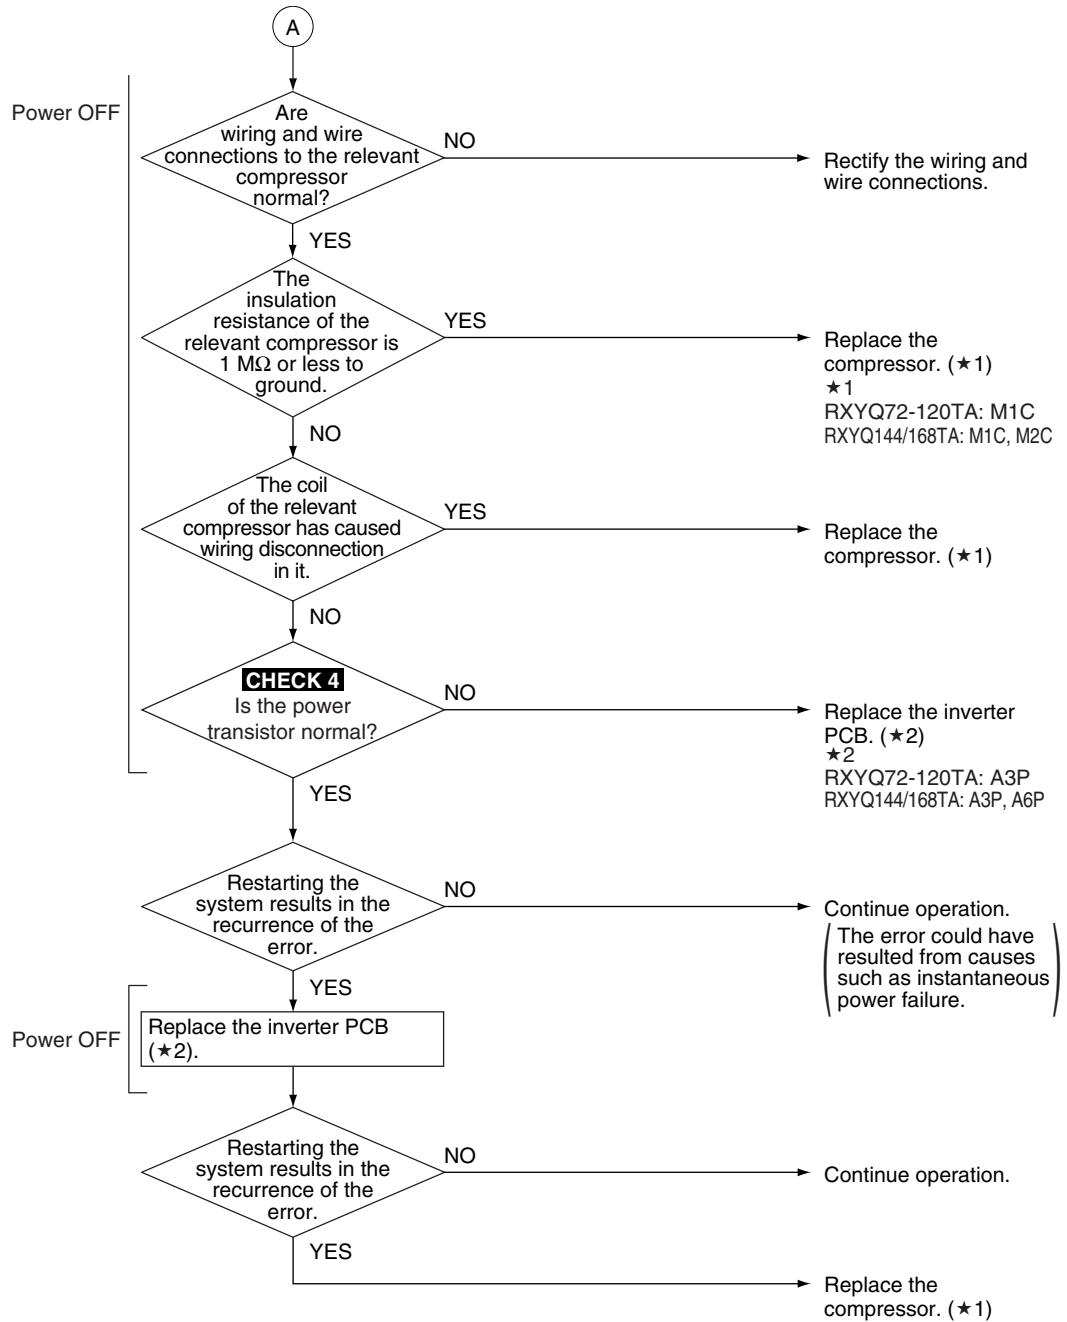 A
Power OFF
Are
wiring and wire
connections to the relevant
compressor
normal?
NO
Rectify the wiring and
wire connections.
YES
The
insulation
resistance of the
relevant compressor is
1 MΩ or less to
ground.
YES
Replace the
compressor. (★1)
★1
RXYQ72-120TA: M1C
RXYQ144/168TA: M1C, M2C
NO
The coil
of the relevant
compressor has caused
wiring disconnection
in it.
YES
Replace the
compressor. (★1)
NO
CHECK 4
Is the power
transistor normal?
NO
Replace the inverter
PCB. (★2)
★2
RXYQ72-120TA: A3P
RXYQ144/168TA: A3P, A6P
YES
Restarting the
system results in the
recurrence of the
error.
NO
Continue operation.
(The error could have
resulted from causes
such as instantaneous
power failure.)
YES
Power OFF
Replace the inverter PCB
(★2).
Restarting the
system results in the
recurrence of the
error.
NO
Continue operation.
YES
Replace the
compressor. (★1)